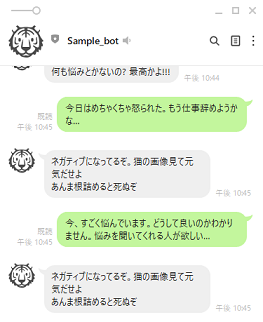 Sample_bot
何も悩みとかないの? 最高かよ!!!
午後 10:44
今日はめちゃくちゃ怒られた。もう仕事辞めようか
な...
既読
午後 10:45
ネガティブになってるぞ。猫の画像見て元
気だせよ
あんま根詰めると死ぬぞ
午後 10:45
今、すごく悩んでいます。どうして良いのかわかり
ません。悩みを聞いてくれる人が欲しい...
既読
午後 10:45
ネガティブになってるぞ。猫の画像見て元
気だせよ
あんま根詰めると死ぬぞ
午後 10:45